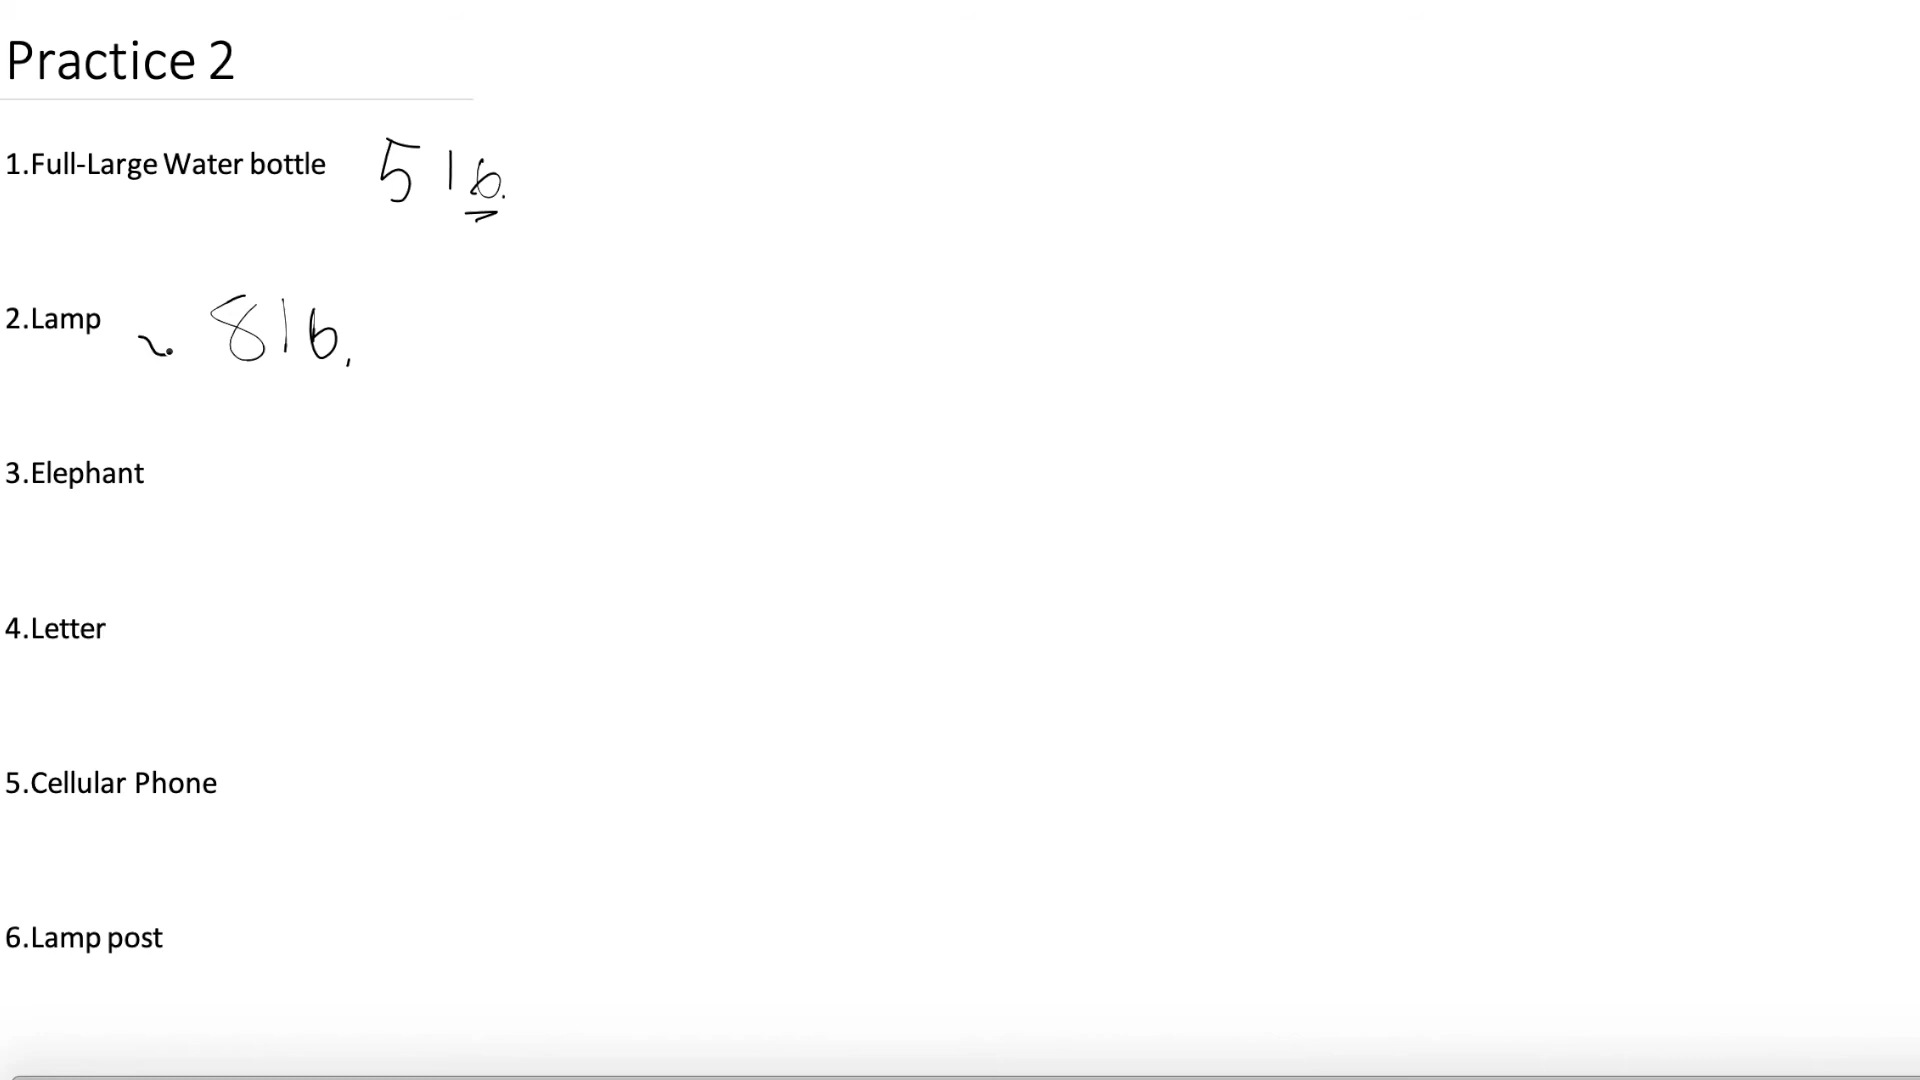 Practice 2
1.Full-Large Water bottle 5 lb.
2.Lamp ~ 8 lb.
3.Elephant
4.Letter
5.Cellular Phone
6.Lamp post